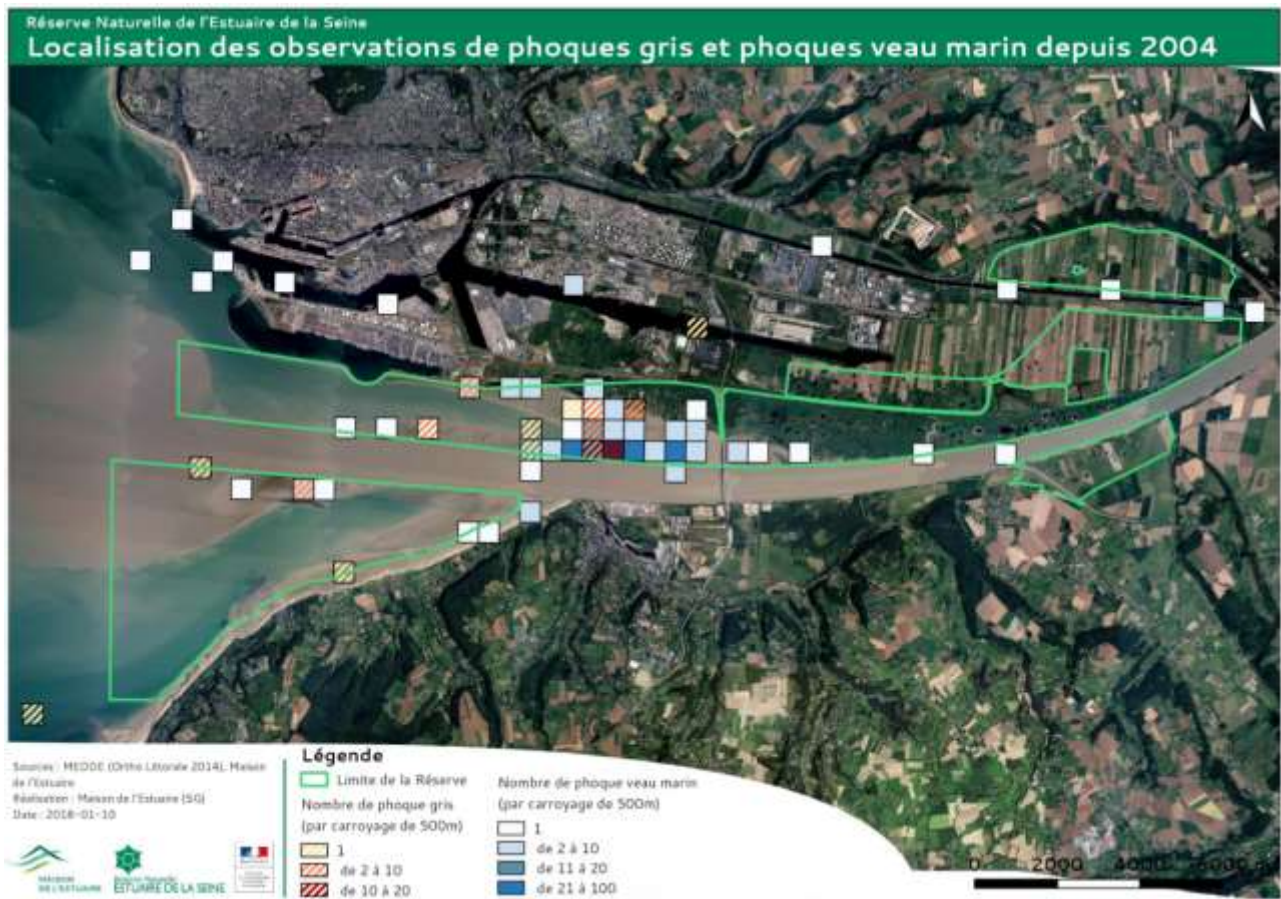 Réserve Naturelle de l'Estuaire de la Seine
Localisation des observations de phoques gris et phoques veau marin depuis 2004
Sources : MEDDE (Ortho Littorale 2014), Maison
de l'Estuaire
Réalisation : Maison de l'Estuaire (SG)
Date : 2018-01-10
MAISON
DE L'ESTUAIRE
Réserve Naturelle
ESTUAIRE DE LA SEINE
Légende
Limite de la Réserve
Nombre de phoque gris
(par carroyage de 500m)
1
de 2 à 10
de 10 à 20
Nombre de phoque veau marin
(par carroyage de 500m)
1
de 2 à 10
de 11 à 20
de 21 à 100
0 2000 4000 6000 m